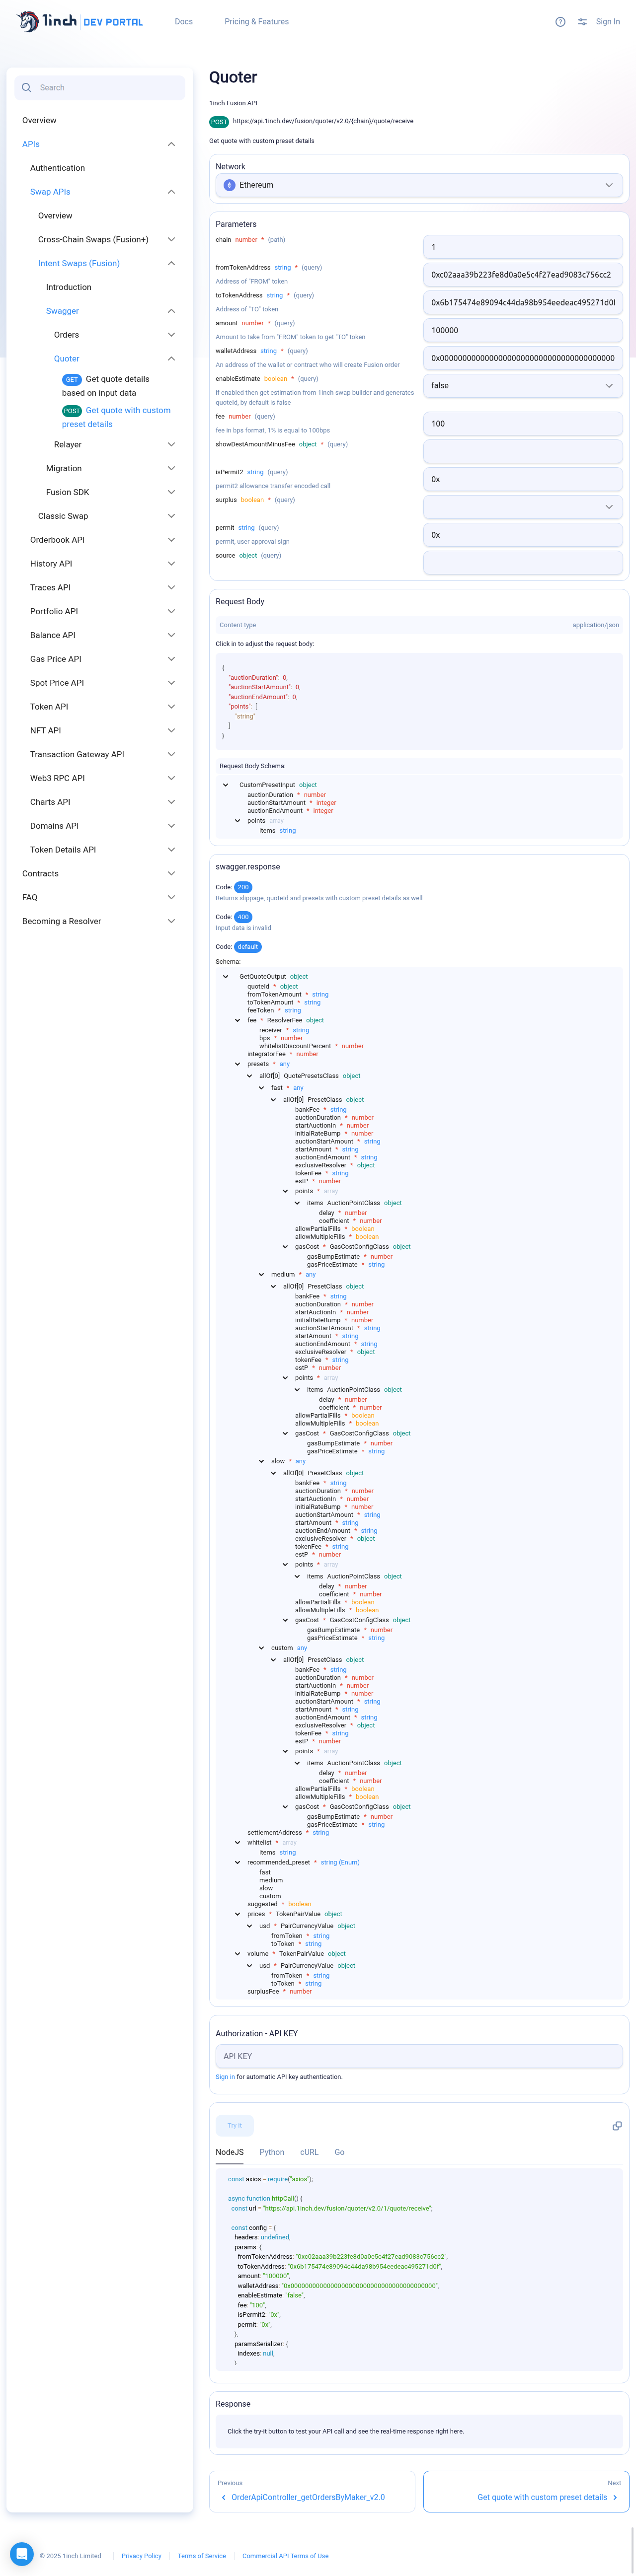 1inch DEV PORTAL
Docs
Pricing & Features
Sign In
Search
Overview
APIs
Authentication
Swap APIs
Overview
Cross-Chain Swaps (Fusion+)
Intent Swaps (Fusion)
Introduction
Swagger
Orders
Quoter
GET Get quote details
based on input data
POST Get quote with custom
preset details
Relayer
Migration
Fusion SDK
Classic Swap
Orderbook API
History API
Traces API
Portfolio API
Balance API
Gas Price API
Spot Price API
Token API
NFT API
Transaction Gateway API
Web3 RPC API
Charts API
Domains API
Token Details API
Contracts
FAQ
Becoming a Resolver
Quoter
1inch Fusion API
POST https://api.1inch.dev/fusion/quoter/v2.0/{chain}/quote/receive
Get quote with custom preset details
Network
Ethereum
Parameters
chain number * (path)
1
fromTokenAddress string * (query)
Address of "FROM" token
0xc02aaa39b223fe8d0a0e5c4f27ead9083c756cc2
toTokenAddress string * (query)
Address of "TO" token
0x6b175474e89094c44da98b954eedeac495271d0f
amount number * (query)
Amount to take from "FROM" token to get "TO" token
100000
walletAddress string * (query)
An address of the wallet or contract who will create Fusion order
enableEstimate boolean * (query)
if enabled then get estimation from 1inch swap builder and generates
quoteId, by default is false
false
fee number (query)
fee in bps format, 1% is equal to 100bps
100
showDestAmountMinusFee object * (query)
isPermit2 string (query)
permit2 allowance transfer encoded call
0x
surplus boolean * (query)
permit string (query)
permit, user approval sign
0x
source object (query)
Request Body
Content type
application/json
Click in to adjust the request body:
{
"auctionDuration": 0,
"auctionStartAmount": 0,
"auctionEndAmount": 0,
"points": [
"string"
]
}
Request Body Schema:
CustomPresetInput object
auctionDuration * number
auctionStartAmount * integer
auctionEndAmount * integer
points array
items string
swagger.response
Code: 200
Returns slippage, quoteId and presets with custom preset details as well
Code: 400
Input data is invalid
Code: default
Schema:
GetQuoteOutput object
quoteId * object
fromTokenAmount * string
toTokenAmount * string
feeToken * string
fee * ResolverFee object
receiver * string
bps * number
whitelistDiscountPercent * number
integratorFee * number
presets * any
allOf[0] QuotePresetsClass object
fast * any
allOf[0] PresetClass object
bankFee * string
auctionDuration * number
startAuctionIn * number
initialRateBump * number
auctionStartAmount * string
startAmount * string
auctionEndAmount * string
exclusiveResolver * object
tokenFee * string
estP * number
points * array
items AuctionPointClass object
delay * number
coefficient * number
allowPartialFills * boolean
allowMultipleFills * boolean
gasCost * GasCostConfigClass object
gasBumpEstimate * number
gasPriceEstimate * string
medium * any
allOf[0] PresetClass object
bankFee * string
auctionDuration * number
startAuctionIn * number
initialRateBump * number
auctionStartAmount * string
startAmount * string
auctionEndAmount * string
exclusiveResolver * object
tokenFee * string
estP * number
points * array
items AuctionPointClass object
delay * number
coefficient * number
allowPartialFills * boolean
allowMultipleFills * boolean
gasCost * GasCostConfigClass object
gasBumpEstimate * number
gasPriceEstimate * string
slow * any
allOf[0] PresetClass object
bankFee * string
auctionDuration * number
startAuctionIn * number
initialRateBump * number
auctionStartAmount * string
startAmount * string
auctionEndAmount * string
exclusiveResolver * object
tokenFee * string
estP * number
points * array
items AuctionPointClass object
delay * number
coefficient * number
allowPartialFills * boolean
allowMultipleFills * boolean
gasCost * GasCostConfigClass object
gasBumpEstimate * number
gasPriceEstimate * string
custom any
allOf[0] PresetClass object
bankFee * string
auctionDuration * number
startAuctionIn * number
initialRateBump * number
auctionStartAmount * string
startAmount * string
auctionEndAmount * string
exclusiveResolver * object
tokenFee * string
estP * number
points * array
items AuctionPointClass object
delay * number
coefficient * number
allowPartialFills * boolean
allowMultipleFills * boolean
gasCost * GasCostConfigClass object
gasBumpEstimate * number
gasPriceEstimate * string
settlementAddress * string
whitelist * array
items string
recommended_preset * string (Enum)
fast
medium
slow
custom
suggested * boolean
prices * TokenPairValue object
usd * PairCurrencyValue object
fromToken * string
toToken * string
volume * TokenPairValue object
usd * PairCurrencyValue object
fromToken * string
toToken * string
surplusFee * number
Authorization - API KEY
API KEY
Sign in for automatic API key authentication.
Try It
NodeJS Python cURL Go
const axios = require("axios");
async function httpCall() {
const url = "https://api.1inch.dev/fusion/quoter/v2.0/1/quote/receive";
const config = {
headers: undefined,
params: {
fromTokenAddress: "0xc02aaa39b223fe8d0a0e5c4f27ead9083c756cc2",
toTokenAddress: "0x6b175474e89094c44da98b954eedeac495271d0f",
amount: "100000",
walletAddress: "0x0000000000000000000000000000000000000000",
enableEstimate: "false",
fee: "100",
isPermit2: "0x",
permit: "0x",
},
paramsSerializer: {
indexes: null,
}
Response
Click the try-it button to test your API call and see the real-time response right here.
Previous
OrderApiController_getOrdersByMaker_v2.0
Next
Get quote with custom preset details
© 2025 1inch Limited
Privacy Policy
Terms of Service
Commercial API Terms of Use